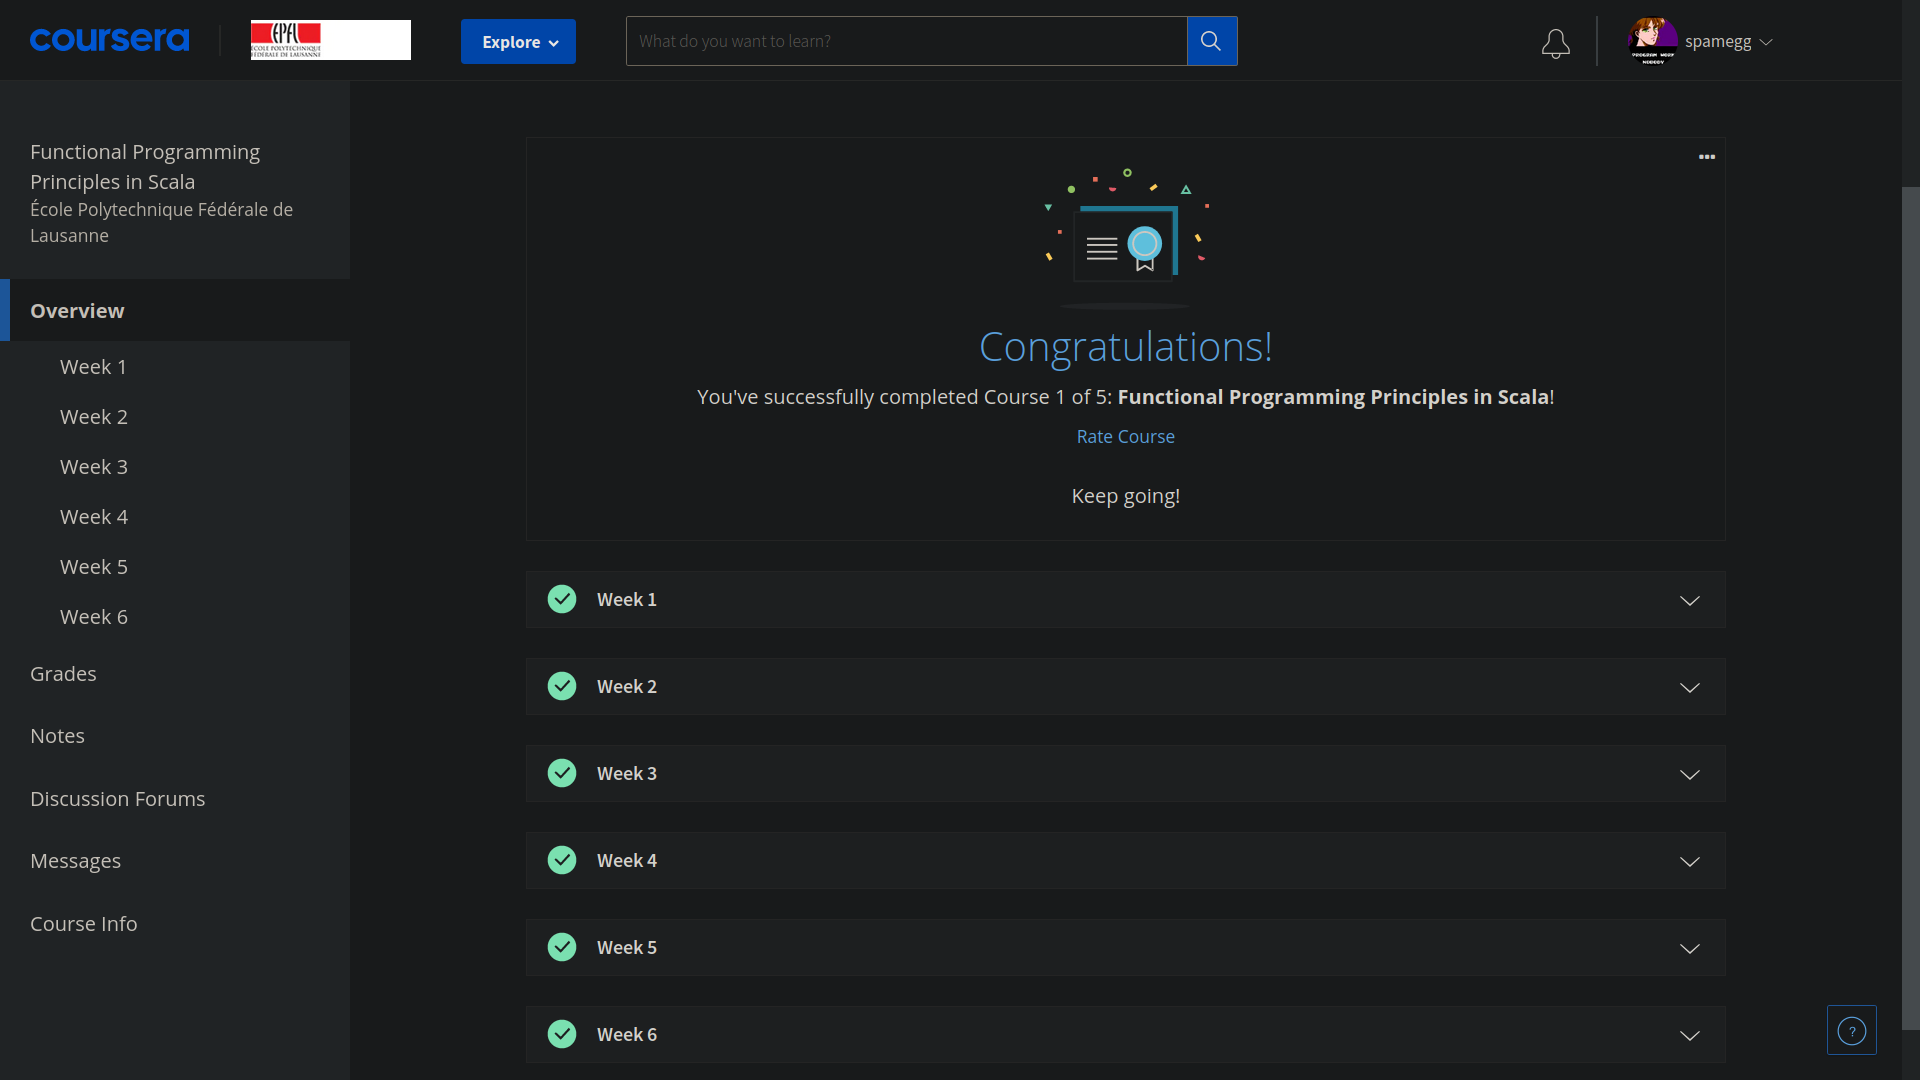 coursera
EPFL
ÉCOLE POLYTECHNIQUE
FÉDÉRALE DE LAUSANNE
Explore
What do you want to learn?
PROGRAM WORK
NOBODY
spamegg
Functional Programming
Principles in Scala
École Polytechnique Fédérale de
Lausanne
Overview
Week 1
Week 2
Week 3
Week 4
Week 5
Week 6
Grades
Notes
Discussion Forums
Messages
Course Info
Congratulations!
You've successfully completed Course 1 of 5: Functional Programming Principles in Scala!
Rate Course
Keep going!
Week 1
Week 2
Week 3
Week 4
Week 5
Week 6
?